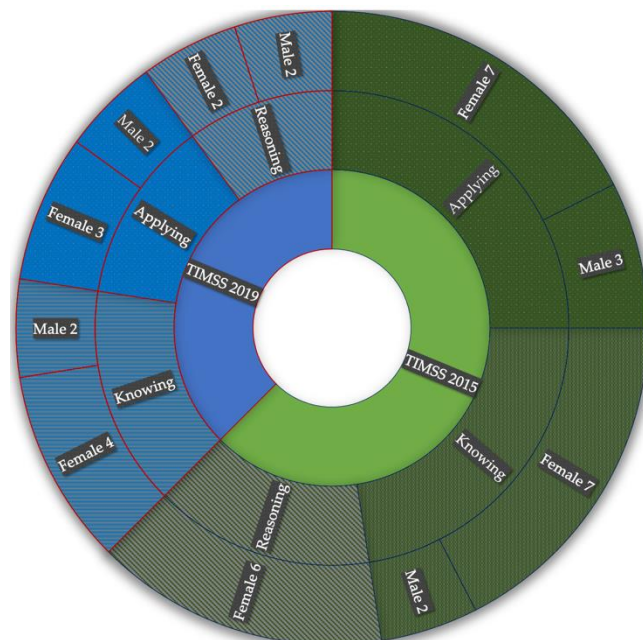 Female 2
Male 2
Female 7
Reasoning
Male 2
Applying
Applying
Female 3
TIMSS 2019
Male 3
Male 2
TIMSS 2015
Knowing
Knowing
Female 4
Female 7
Reasoning
Female 6
Male 2